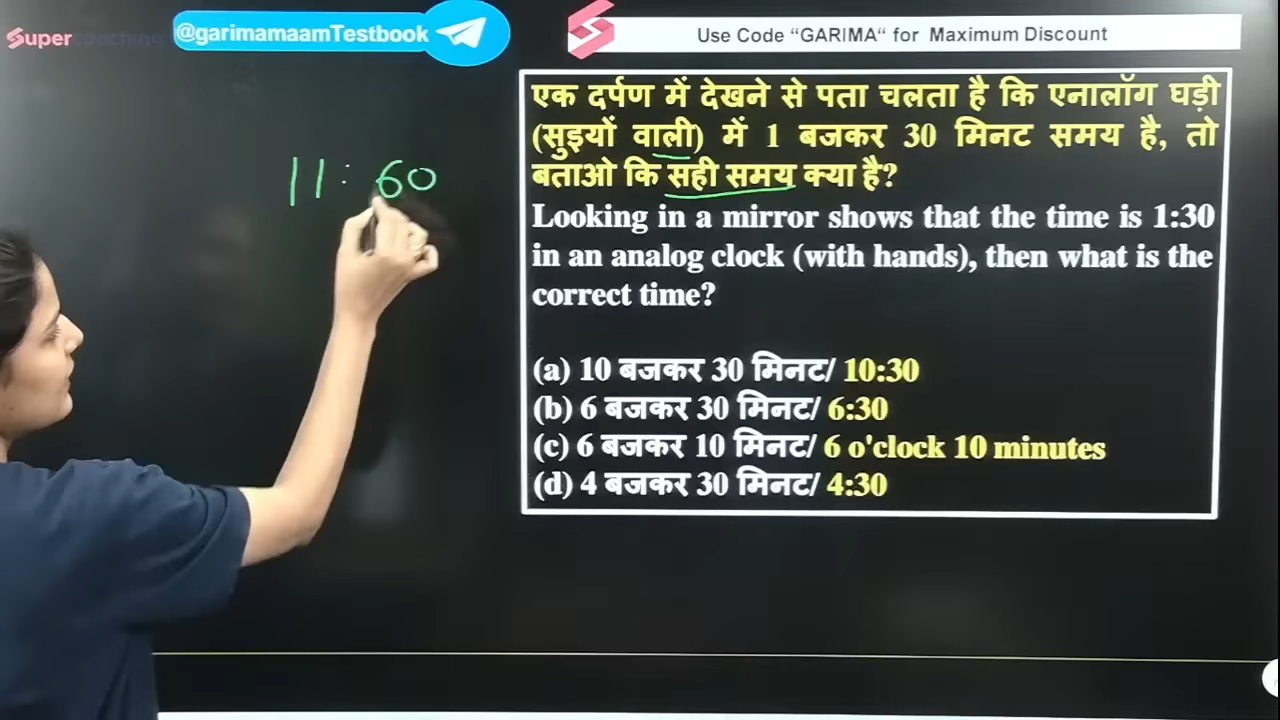 Supercoaching
@garimamaamTestbook
Use Code “GARIMA“ for Maximum Discount
11: 60
एक दर्पण में देखने से पता चलता है कि एनालॉग घड़ी
(सुइयों वाली) में 1 बजकर 30 मिनट समय है, तो
बताओ कि सही समय क्या है?
Looking in a mirror shows that the time is 1:30
in an analog clock (with hands), then what is the
correct time?
(a) 10 बजकर 30 मिनट/ 10:30
(b) 6 बजकर 30 मिनट/ 6:30
(c) 6 बजकर 10 मिनट/ 6 o'clock 10 minutes
(d) 4 बजकर 30 मिनट/ 4:30